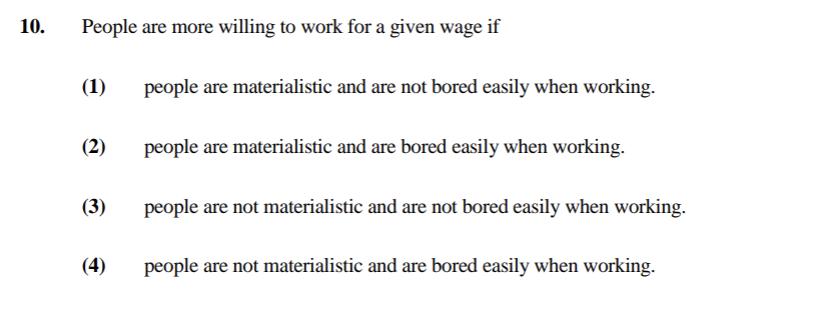 10. People are more willing to work for a given wage if
(1) people are materialistic and are not bored easily when working.
(2) people are materialistic and are bored easily when working.
(3) people are not materialistic and are not bored easily when working.
(4) people are not materialistic and are bored easily when working.